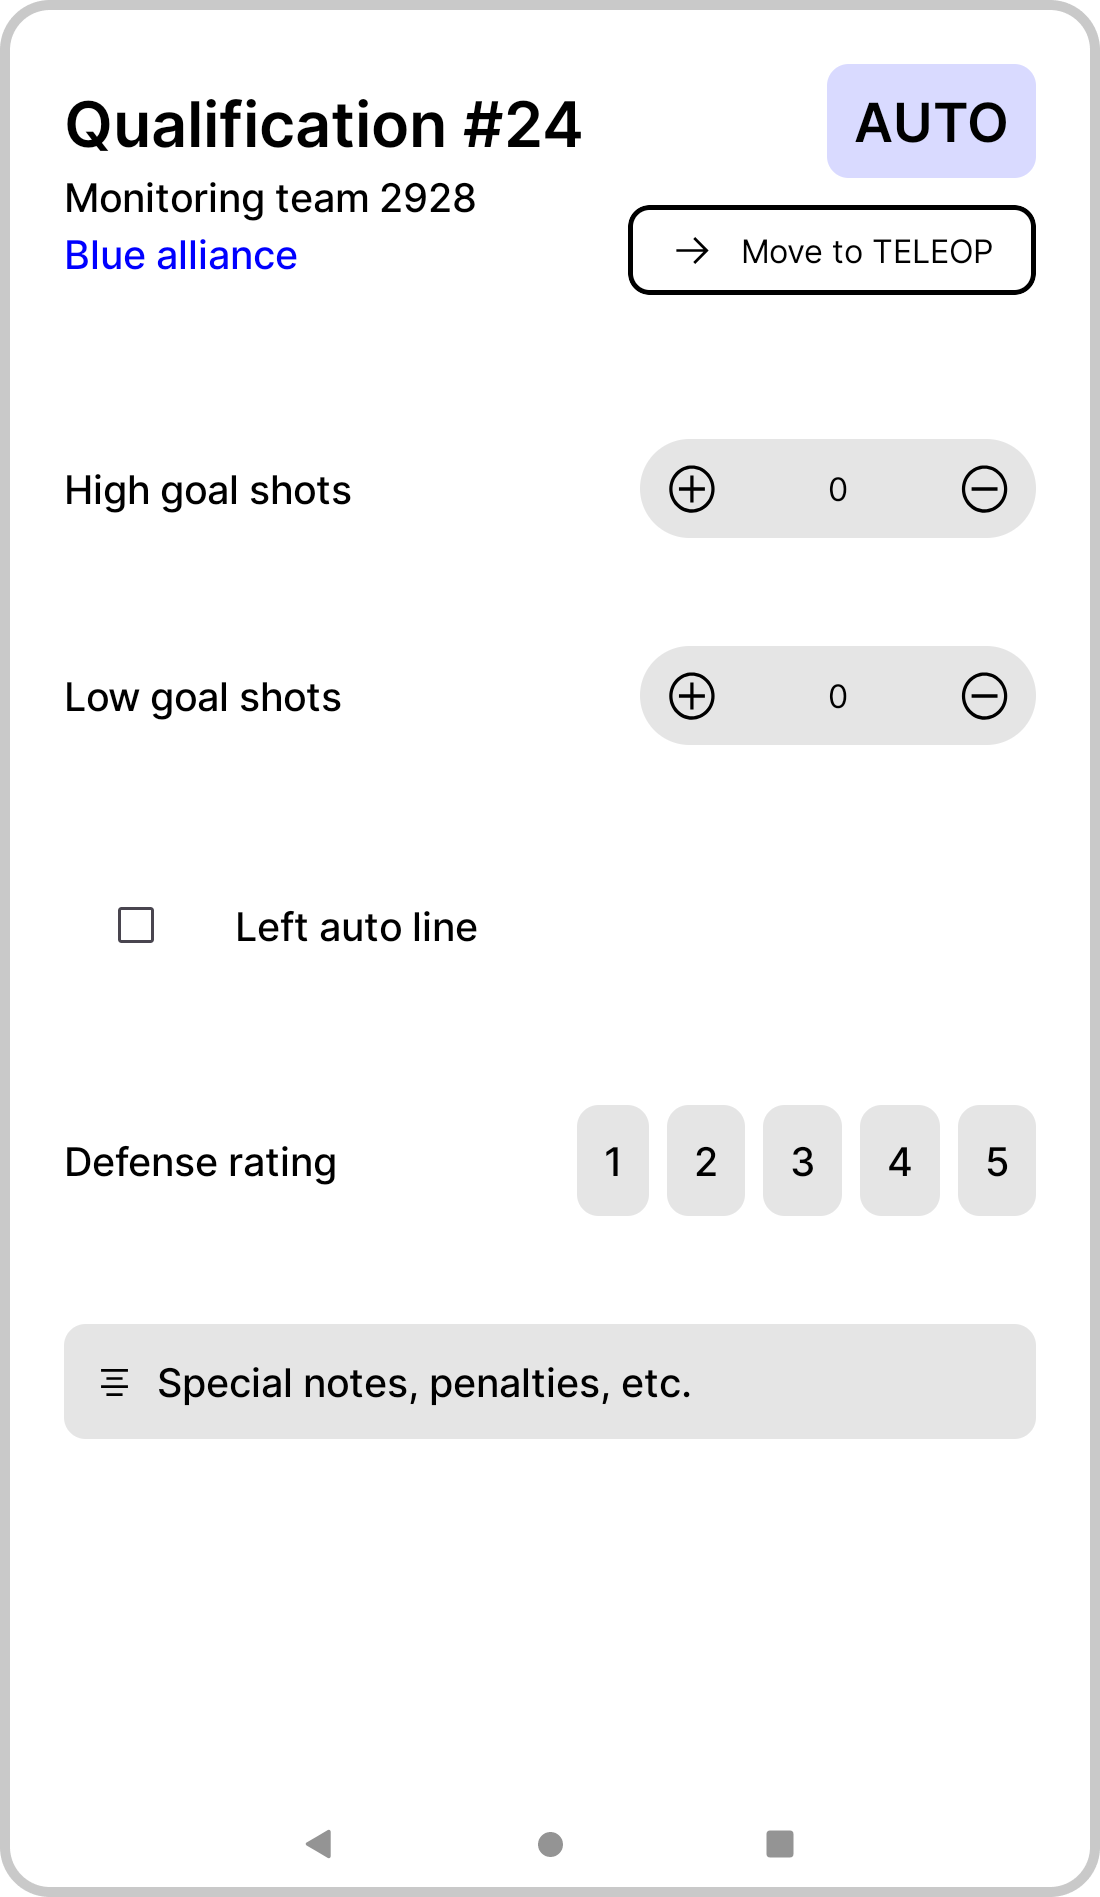 Qualification #24
AUTO
Monitoring team 2928
Blue alliance
Move to TELEOP
High goal shots
0
Low goal shots
0
Left auto line
Defense rating
1 2 3 4 5
Special notes, penalties, etc.